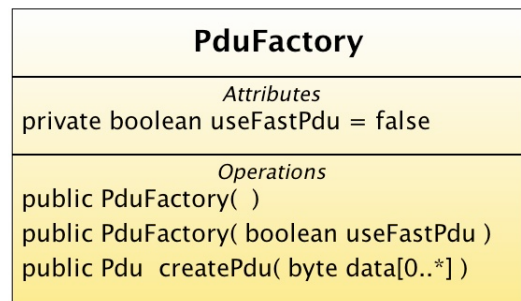 PduFactory
Attributes
private boolean useFastPdu = false
Operations
public PduFactory( )
public PduFactory( boolean useFastPdu )
public Pdu  createPdu( byte data[0..*] )